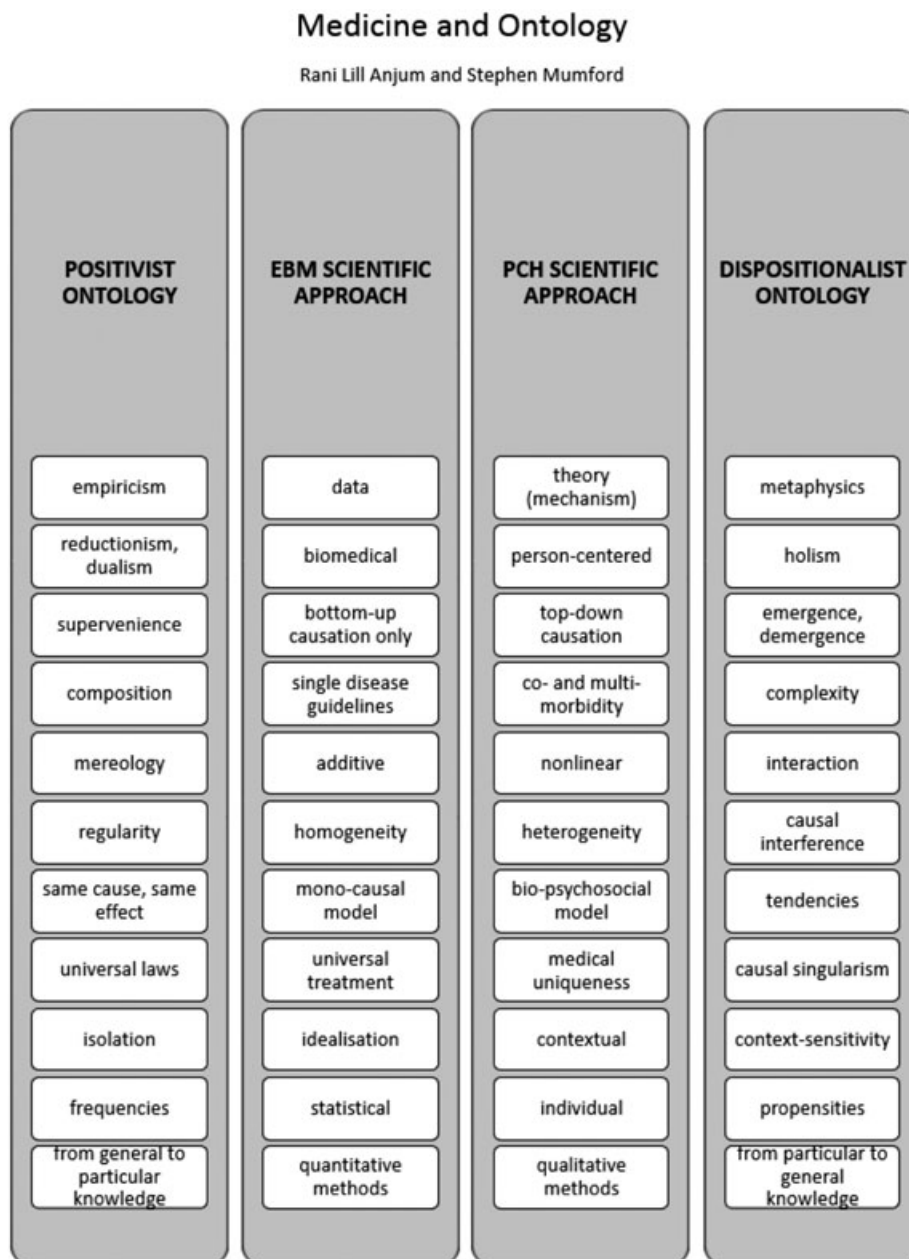 Medicine and Ontology
Rani Lill Anjum and Stephen Mumford
POSITIVIST
ONTOLOGY
empiricism
reductionism,
dualism
supervenience
composition
mereology
regularity
same cause, same
effect
universal laws
isolation
frequencies
from general to
particular
knowledge
EBM SCIENTIFIC
APPROACH
data
biomedical
bottom-up
causation only
single disease
guidelines
additive
homogeneity
mono-causal
model
universal
treatment
idealisation
statistical
quantitative
methods
PCH SCIENTIFIC
APPROACH
theory
(mechanism)
person-centered
top-down
causation
co- and multi-
morbidity
nonlinear
heterogeneity
bio-psychosocial
model
medical
uniqueness
contextual
individual
qualitative
methods
DISPOSITIONALIST
ONTOLOGY
metaphysics
holism
emergence,
demergence
complexity
interaction
causal
interference
tendencies
causal singularism
context-sensitivity
propensities
from particular to
general
knowledge